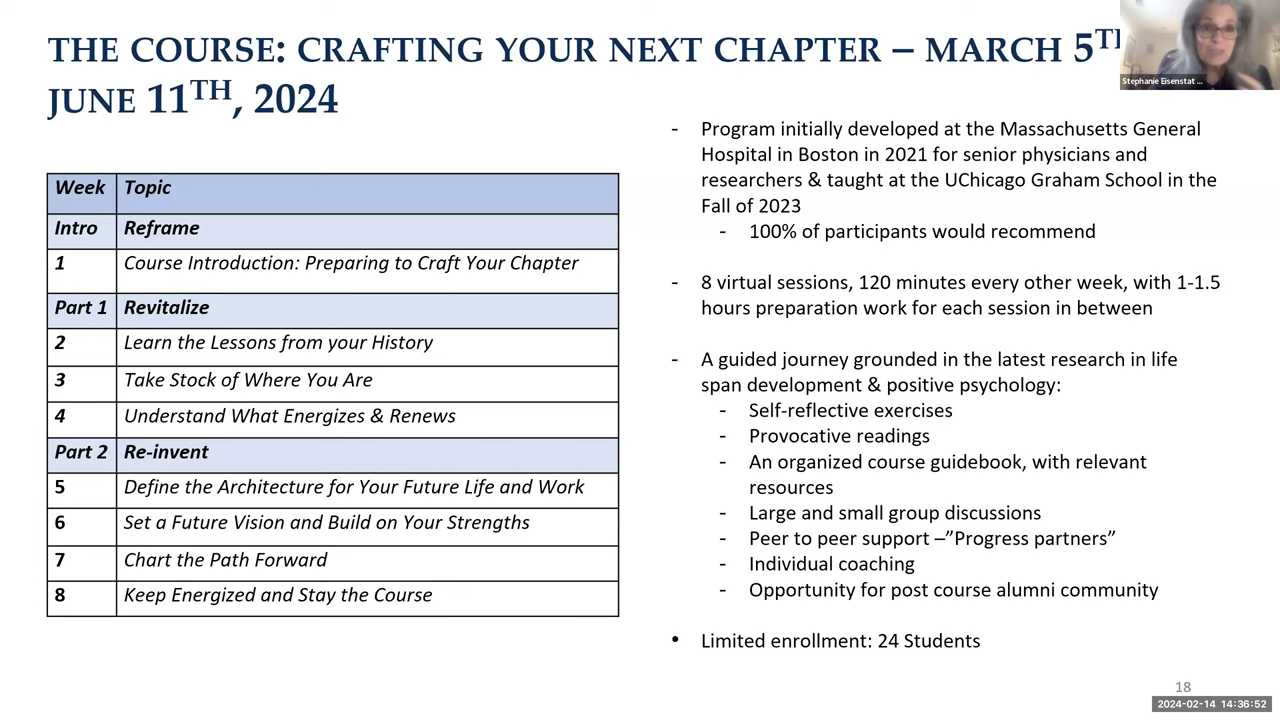 THE COURSE: CRAFTING YOUR NEXT CHAPTER – MARCH 5TH
JUNE 11TH, 2024
Stephanie Eisenstat ...
Week Topic
Intro Reframe
1 Course Introduction: Preparing to Craft Your Chapter
Part 1 Revitalize
2 Learn the Lessons from your History
3 Take Stock of Where You Are
4 Understand What Energizes & Renews
Part 2 Re-invent
5 Define the Architecture for Your Future Life and Work
6 Set a Future Vision and Build on Your Strengths
7 Chart the Path Forward
8 Keep Energized and Stay the Course
- Program initially developed at the Massachusetts General
Hospital in Boston in 2021 for senior physicians and
researchers & taught at the UChicago Graham School in the
Fall of 2023
- 100% of participants would recommend
- 8 virtual sessions, 120 minutes every other week, with 1-1.5
hours preparation work for each session in between
- A guided journey grounded in the latest research in life
span development & positive psychology:
- Self-reflective exercises
- Provocative readings
- An organized course guidebook, with relevant
resources
- Large and small group discussions
- Peer to peer support –”Progress partners”
- Individual coaching
- Opportunity for post course alumni community
• Limited enrollment: 24 Students
18
2024-02-14 14:36:52